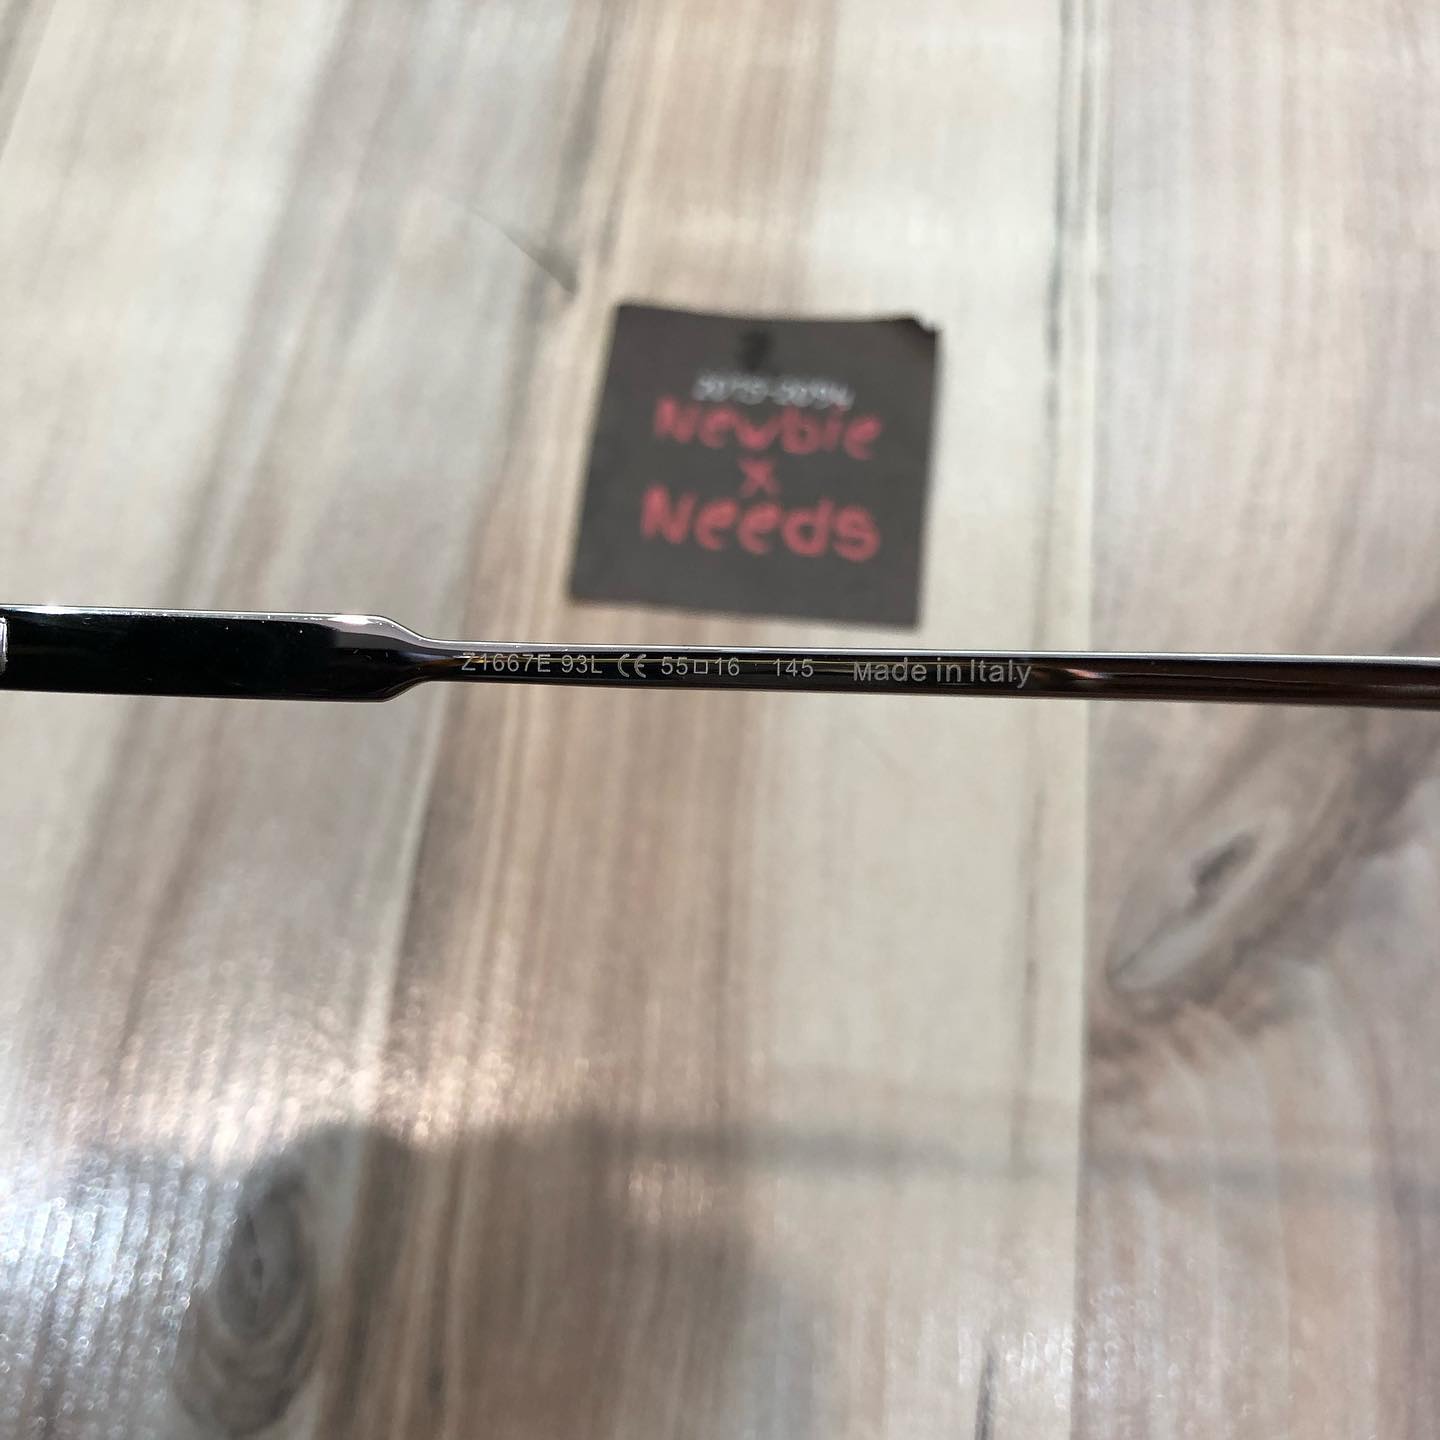 Newbie
x
Needs
Z1667E 93L CE 55□16 145 Made in Italy